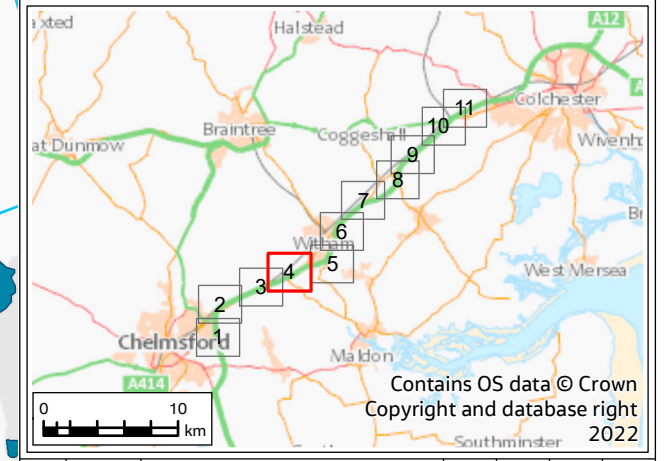 axted
Halstead
A12
A
Colchester
11
10
Braintree
Coggeshall
at Dunmow
9
Wivenh
8
7
Br
6
Witham
5
4
West Mersea
3
2
1
Chelmsford
Maldon
A414
Contains OS data © Crown
Copyright and database right
2022
0 10
km
Southminster